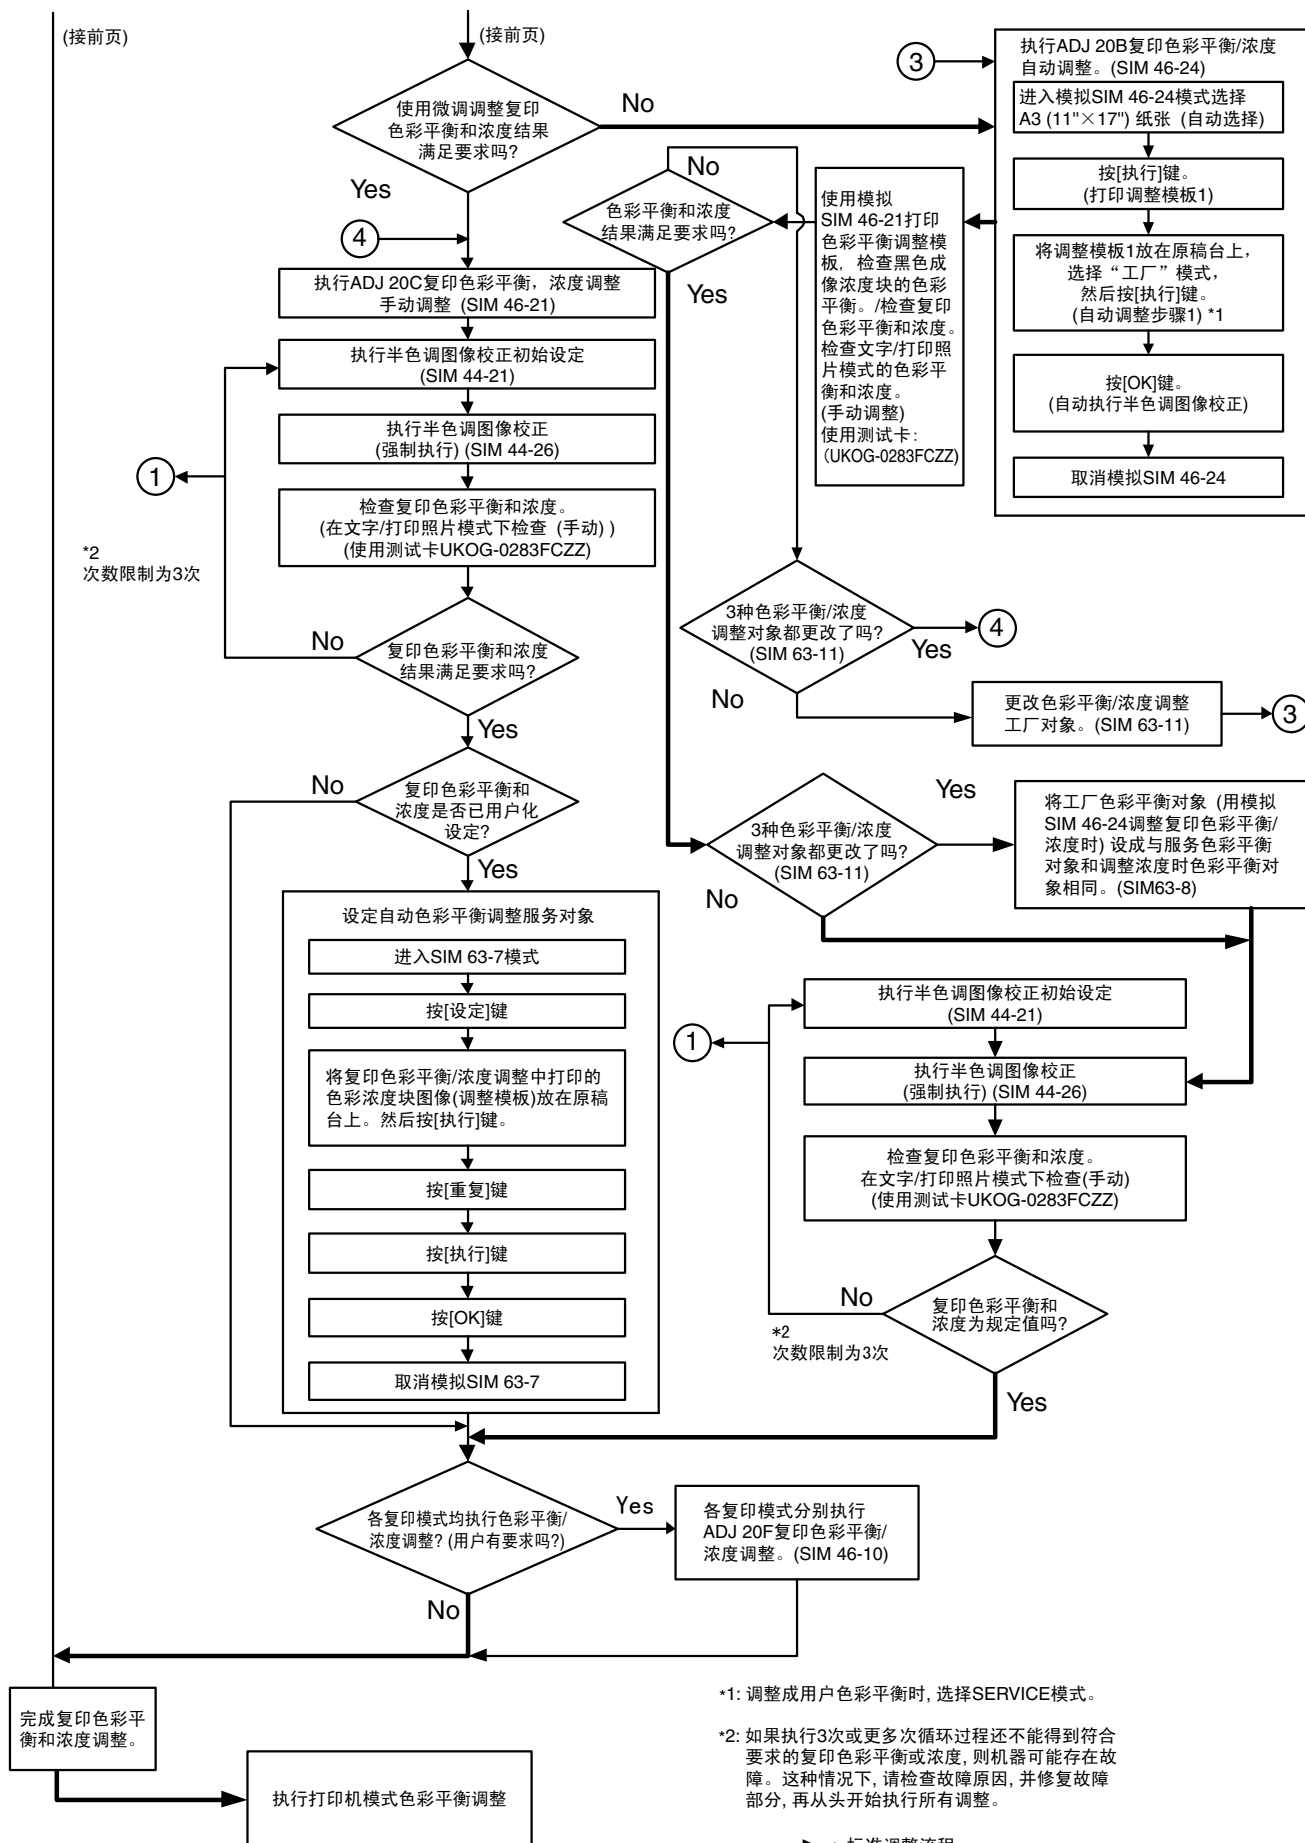 (接前页)
(接前页)
使用微调调整复印
色彩平衡和浓度结果
满足要求吗?
No
Yes
3
执行ADJ 20B复印色彩平衡/浓度
自动调整。(SIM 46-24)
进入模拟SIM 46-24模式选择
A3 (11"×17") 纸张 (自动选择)
按[执行]键。
(打印调整模板1)
将调整模板1放在原稿台上，
选择“工厂”模式，
然后按[执行]键。
(自动调整步骤1) *1
按[OK]键。
(自动执行半色调图像校正)
取消模拟SIM 46-24
使用模拟
SIM 46-21打印
色彩平衡调整模
板，检查黑色成
像浓度块的色彩
平衡。/检查复印
色彩平衡和浓度。
检查文字/打印照
片模式的色彩平
衡和浓度。
(手动调整)
使用测试卡：
(UKOG-0283FCZZ)
No
色彩平衡和浓度
结果满足要求吗?
Yes
4
执行ADJ 20C复印色彩平衡，浓度调整
手动调整 (SIM 46-21)
执行半色调图像校正初始设定
(SIM 44-21)
执行半色调图像校正
(强制执行) (SIM 44-26)
检查复印色彩平衡和浓度。
(在文字/打印照片模式下检查 (手动) )
(使用测试卡UKOG-0283FCZZ)
1
*2
次数限制为3次
No
复印色彩平衡和浓度
结果满足要求吗?
Yes
3种色彩平衡/浓度
调整对象都更改了吗?
(SIM 63-11)
Yes
4
No
更改色彩平衡/浓度调整
工厂对象。(SIM 63-11)
3
No
复印色彩平衡和
浓度是否已用户化
设定?
Yes
3种色彩平衡/浓度
调整对象都更改了吗?
(SIM 63-11)
Yes
No
将工厂色彩平衡对象 (用模拟
SIM 46-24调整复印色彩平衡/
浓度时) 设成与服务色彩平衡
对象和调整浓度时色彩平衡对
象相同。(SIM63-8)
设定自动色彩平衡调整服务对象
进入SIM 63-7模式
按[设定]键
将复印色彩平衡/浓度调整中打印的
色彩浓度块图像(调整模板)放在原稿
台上。然后按[执行]键。
按[重复]键
按[执行]键
按[OK]键
取消模拟SIM 63-7
执行半色调图像校正初始设定
(SIM 44-21)
1
执行半色调图像校正
(强制执行) (SIM 44-26)
检查复印色彩平衡和浓度。
在文字/打印照片模式下检查(手动)
(使用测试卡UKOG-0283FCZZ)
No
复印色彩平衡和
浓度为规定值吗?
*2
次数限制为3次
Yes
各复印模式均执行色彩平衡/
浓度调整? (用户有要求吗?)
Yes
各复印模式分别执行
ADJ 20F复印色彩平衡/
浓度调整。(SIM 46-10)
No
完成复印色彩平
衡和浓度调整。
执行打印机模式色彩平衡调整
*1: 调整成用户色彩平衡时, 选择SERVICE模式。
*2: 如果执行3次或更多次循环过程还不能得到符合
要求的复印色彩平衡或浓度, 则机器可能存在故
障。这种情况下, 请检查故障原因, 并修复故障
部分, 再从头开始执行所有调整。
: 标准调整流程